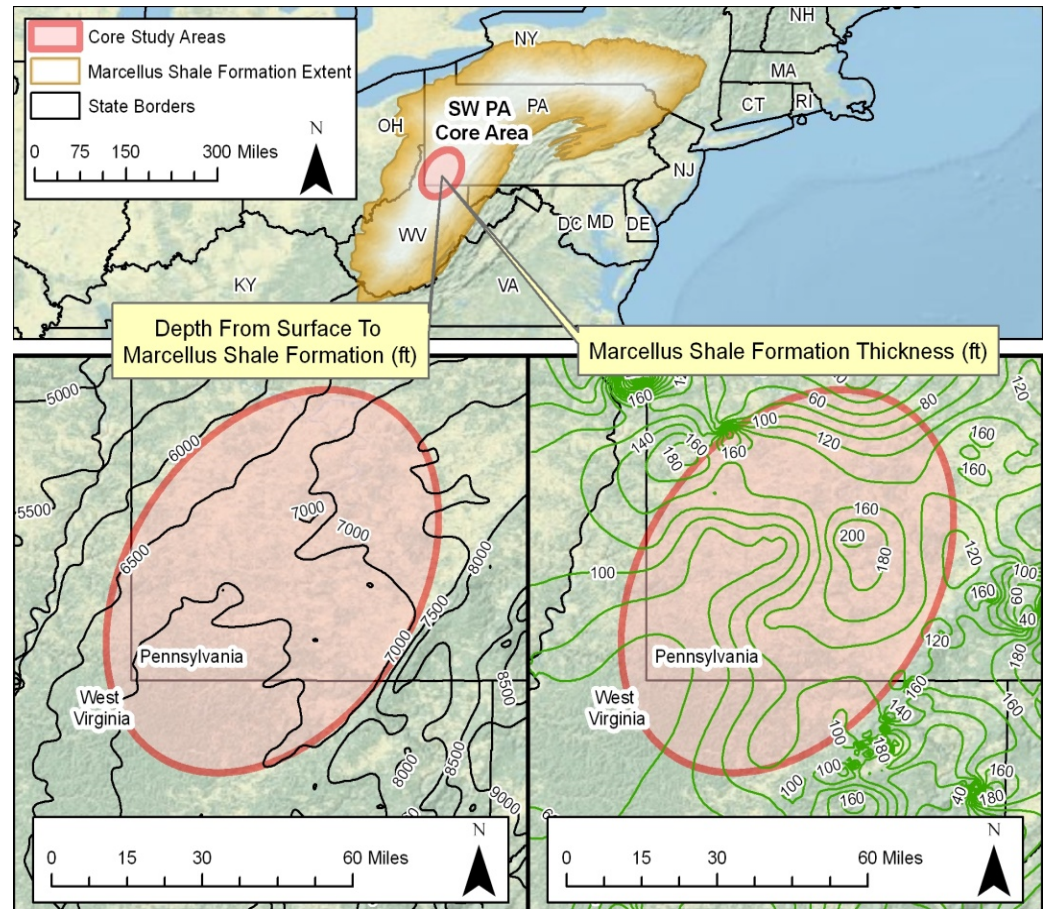 Core Study Areas
Marcellus Shale Formation Extent
State Borders
N
0 75 150 300 Miles
NH
NY
MA
CT
RI
PA
OH
SW PA
Core Area
NJ
DC
MD
DE
WV
KY
VA
Depth From Surface To
Marcellus Shale Formation (ft)
Marcellus Shale Formation Thickness (ft)
5000
6000
5500
6500
7000
7000
8000
7500
7000
8500
8000
8500
9000
Pennsylvania
West
Virginia
N
0 15 30 60 Miles
160
60
80
120
100
140
120
160
180
160
160
160
200
180
100
120
100
160
60
40
120
180
160
160
140
100
180
100
100
160
160
40
180
Pennsylvania
West
Virginia
N
0 15 30 60 Miles